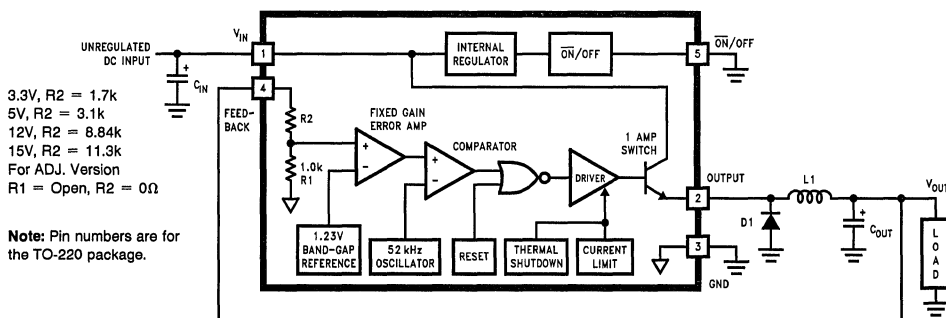 UNREGULATED
DC INPUT
V_IN
1
+
C_IN
INTERNAL
REGULATOR
O̅N̅/OFF
5
O̅N̅/OFF
4
FEED-
BACK
3.3V, R2 = 1.7k
5V, R2 = 3.1k
12V, R2 = 8.84k
15V, R2 = 11.3k
For ADJ. Version
R1 = Open, R2 = 0Ω
Note: Pin numbers are for
the TO-220 package.
R2
1.0k
R1
FIXED GAIN
ERROR AMP
+
−
COMPARATOR
+
−
DRIVER
1 AMP
SWITCH
OUTPUT
2
L1
V_OUT
D1
+
C_OUT
LOAD
1.23V
BAND-GAP
REFERENCE
52 kHz
OSCILLATOR
RESET
THERMAL
SHUTDOWN
CURRENT
LIMIT
3
GND